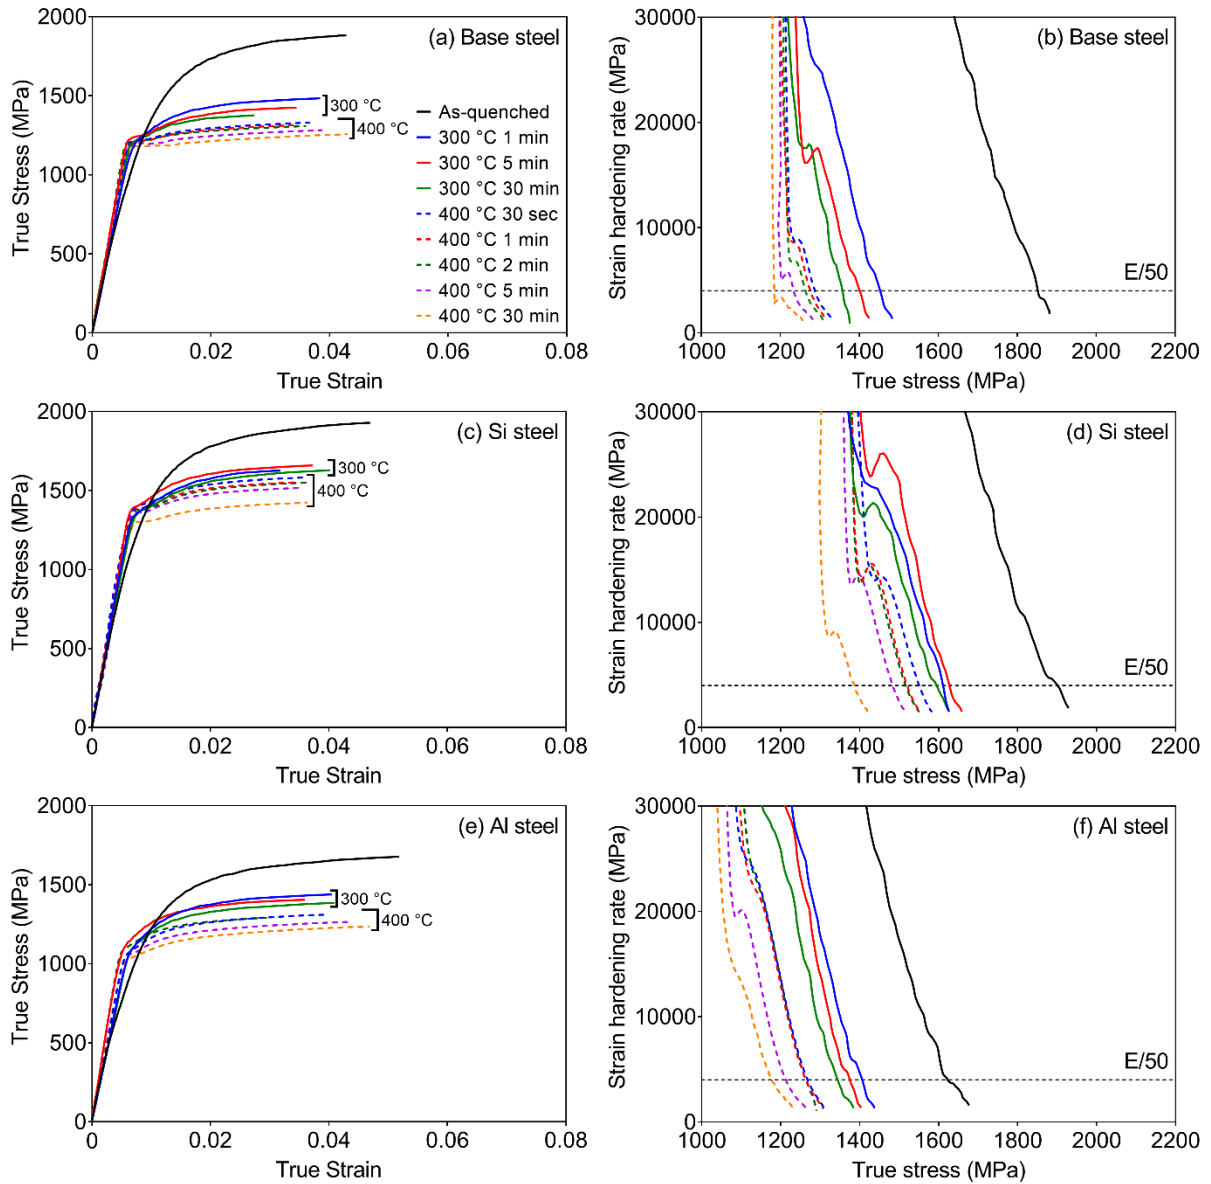 (a) Base steel
True Stress (MPa)
2000
1500
1000
500
0
300 °C
400 °C
As-quenched
300 °C 1 min
300 °C 5 min
300 °C 30 min
400 °C 30 sec
400 °C 1 min
400 °C 2 min
400 °C 5 min
400 °C 30 min
0 0.02 0.04 0.06 0.08
True Strain
(b) Base steel
Strain hardening rate (MPa)
30000
20000
10000
0
E/50
1000 1200 1400 1600 1800 2000 2200
True stress (MPa)
(c) Si steel
True Stress (MPa)
2000
1500
1000
500
0
300 °C
400 °C
0 0.02 0.04 0.06 0.08
True Strain
(d) Si steel
Strain hardening rate (MPa)
30000
20000
10000
0
E/50
1000 1200 1400 1600 1800 2000 2200
True stress (MPa)
(e) Al steel
True Stress (MPa)
2000
1500
1000
500
0
300 °C
400 °C
0 0.02 0.04 0.06 0.08
True Strain
(f) Al steel
Strain hardening rate (MPa)
30000
20000
10000
0
E/50
1000 1200 1400 1600 1800 2000 2200
True stress (MPa)